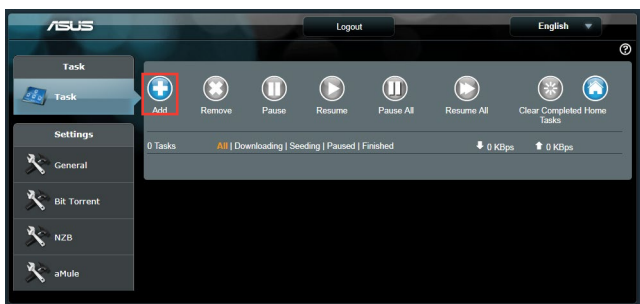 ASUS
Logout
English
?
Task
Task
Add
Remove
Pause
Resume
Pause All
Resume All
Clear Completed Tasks
Home
0 Tasks
All | Downloading | Seeding | Paused | Finished
0 KBps
0 KBps
Settings
General
Bit Torrent
NZB
aMule